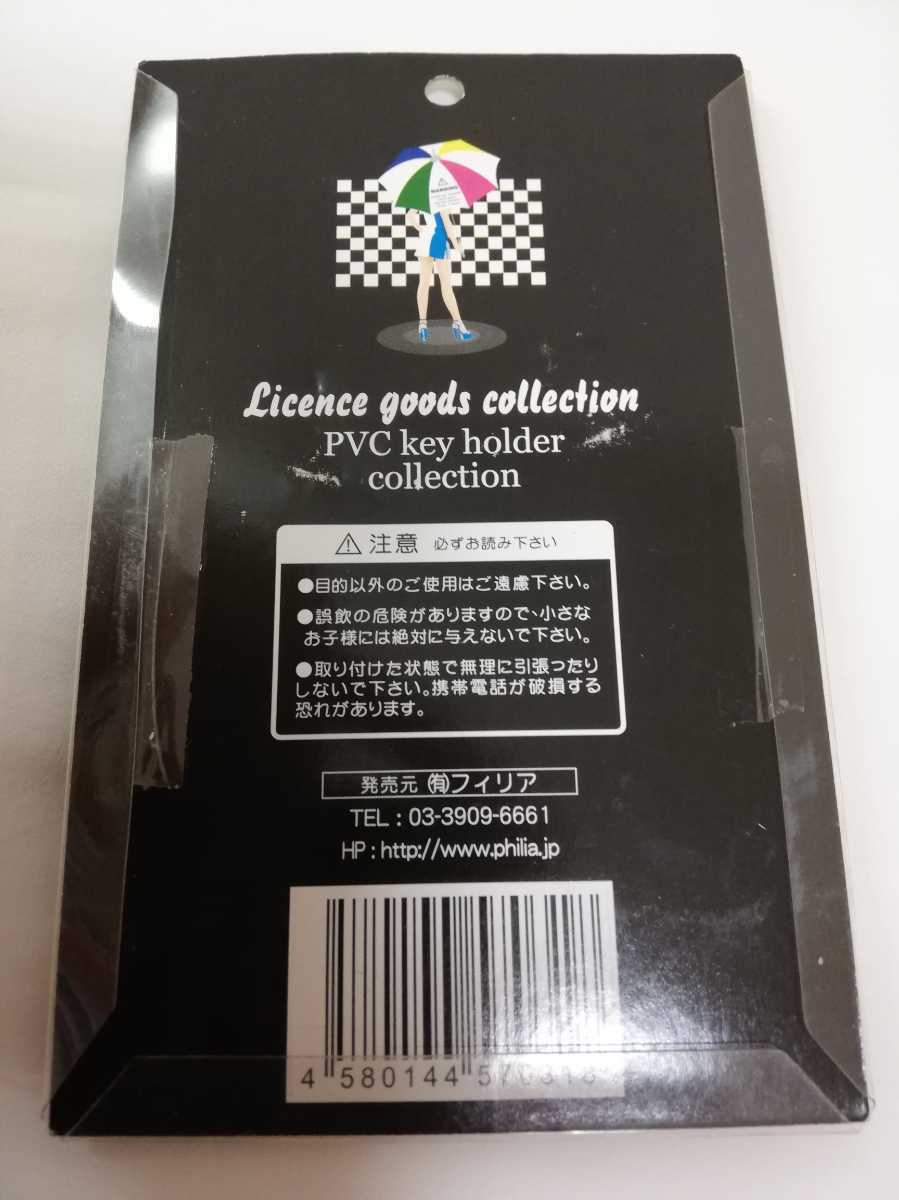 WARNING
Licence goods collection
PVC key holder
collection
⚠ 注意 必ずお読み下さい
●目的以外のご使用はご遠慮下さい。
●誤飲の危険がありますので、小さな
お子様には絶対に与えないで下さい。
●取り付けた状態で無理に引張ったり
しないで下さい。携帯電話が破損する
恐れがあります。
発売元 ㈲フィリア
TEL : 03-3909-6661
HP : http://www.philia.jp
4 580144